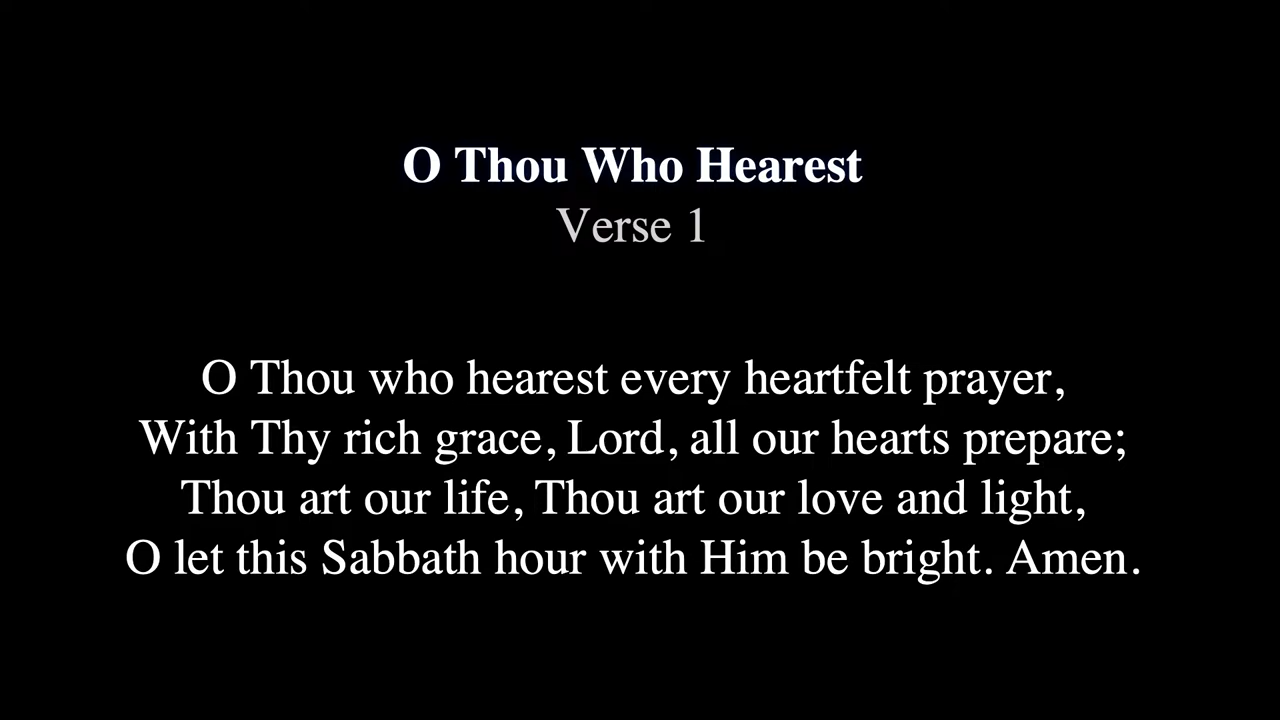 O Thou Who Hearest
Verse 1
O Thou who hearest every heartfelt prayer,
With Thy rich grace, Lord, all our hearts prepare;
Thou art our life, Thou art our love and light,
O let this Sabbath hour with Him be bright. Amen.